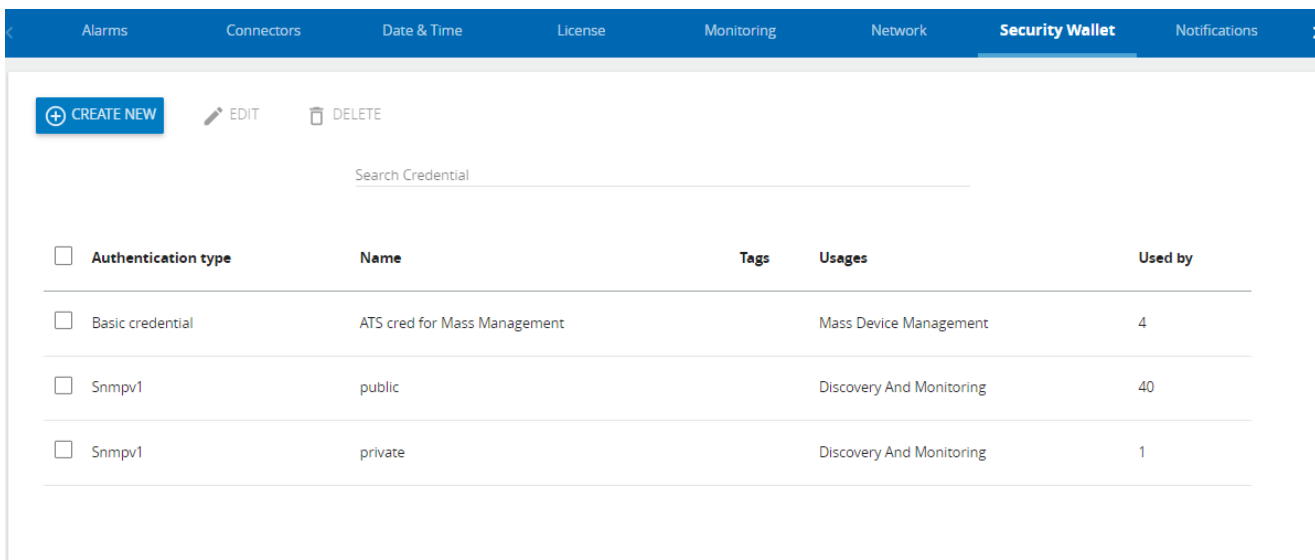 Alarms Connectors Date & Time License Monitoring Network Security Wallet Notifications
CREATE NEW EDIT DELETE
Search Credential
Authentication type Name Tags Usages Used by
Basic credential ATS cred for Mass Management Mass Device Management 4
Snmpv1 public Discovery And Monitoring 40
Snmpv1 private Discovery And Monitoring 1